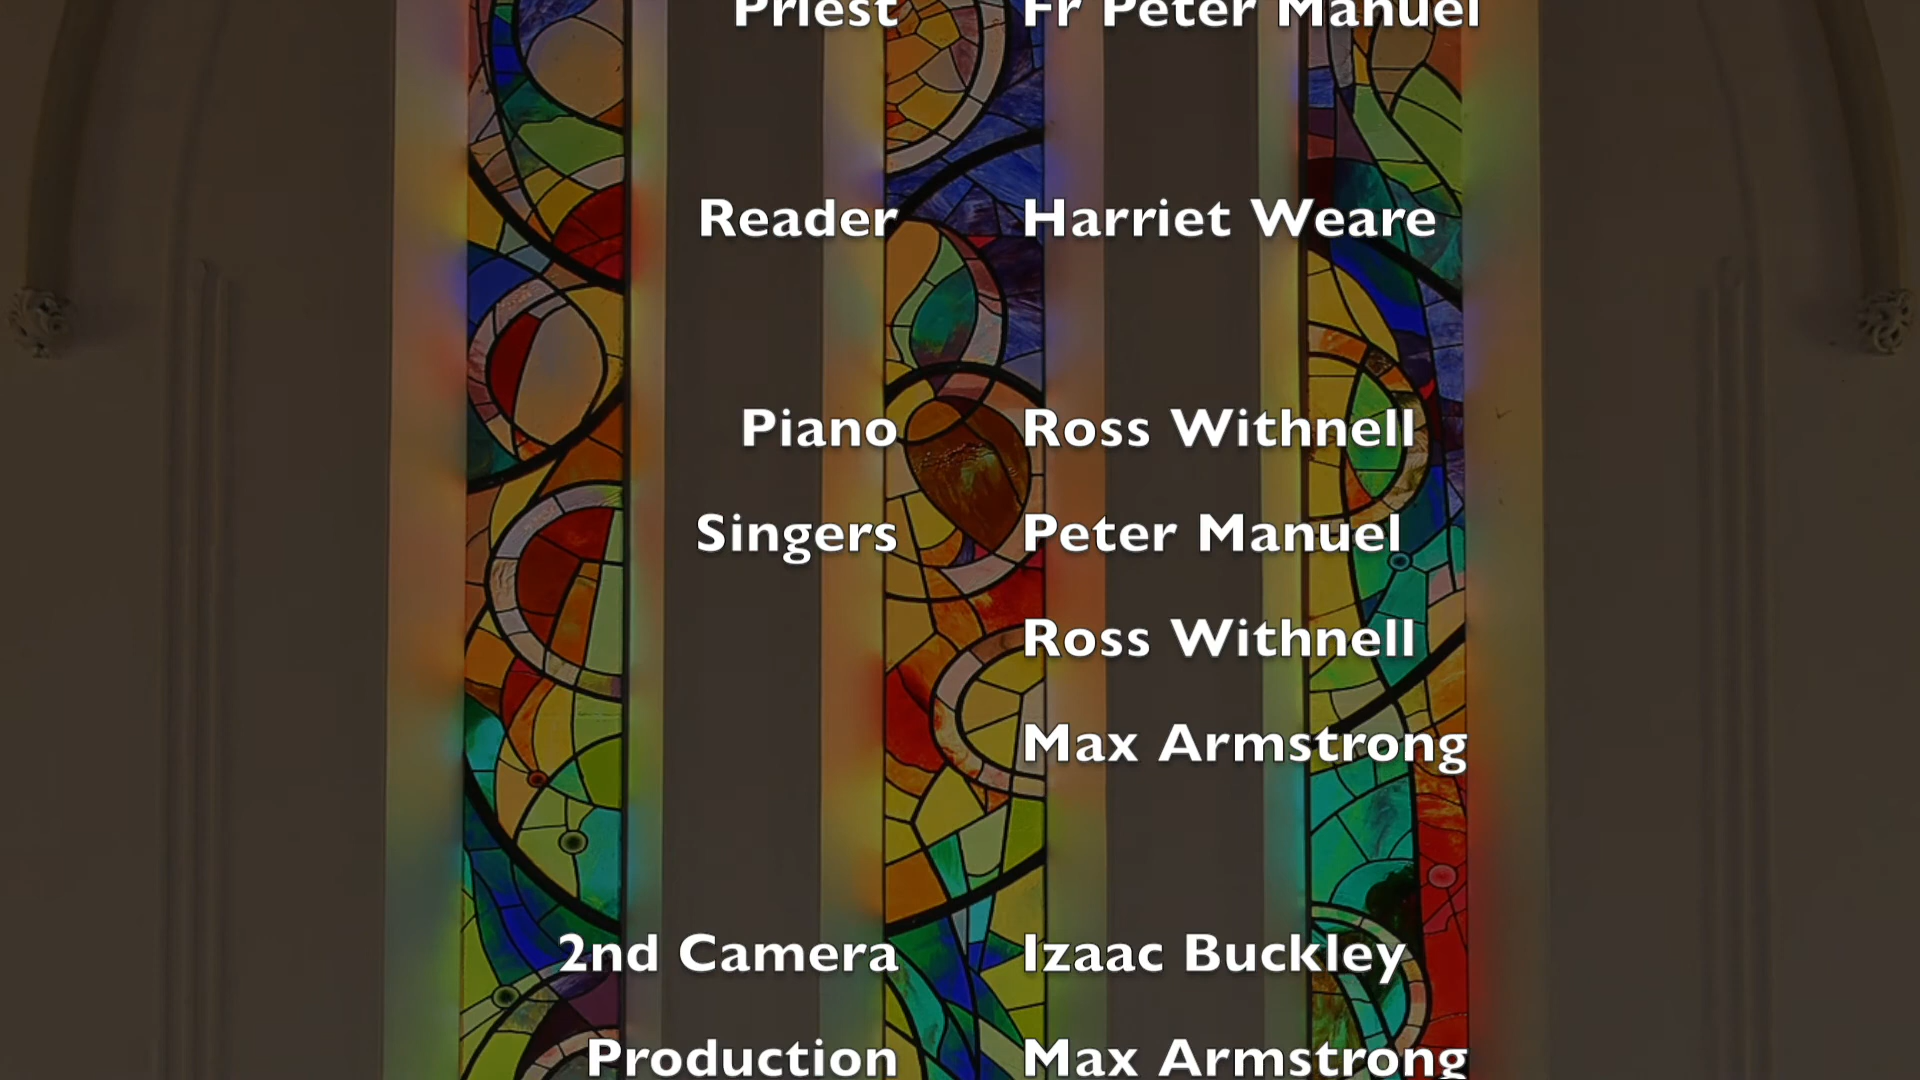 Priest Fr Peter Manuel
Reader Harriet Weare
Piano Ross Withnell
Singers Peter Manuel
Ross Withnell
Max Armstrong
2nd Camera Izaac Buckley
Production Max Armstrong